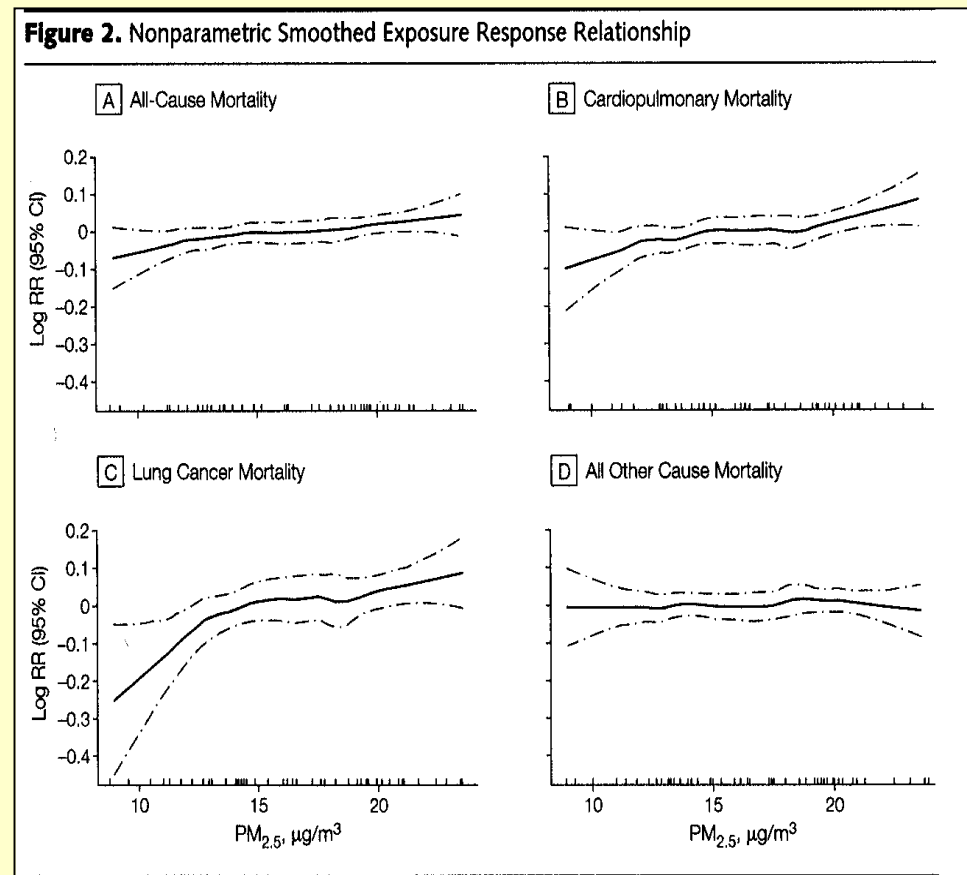 Figure 2. Nonparametric Smoothed Exposure Response Relationship
A All-Cause Mortality
B Cardiopulmonary Mortality
Log RR (95% CI)
0.2
0.1
0
−0.1
−0.2
−0.3
−0.4
C Lung Cancer Mortality
D All Other Cause Mortality
Log RR (95% CI)
0.2
0.1
0
−0.1
−0.2
−0.3
−0.4
10 15 20
10 15 20
PM2.5, μg/m3
PM2.5, μg/m3